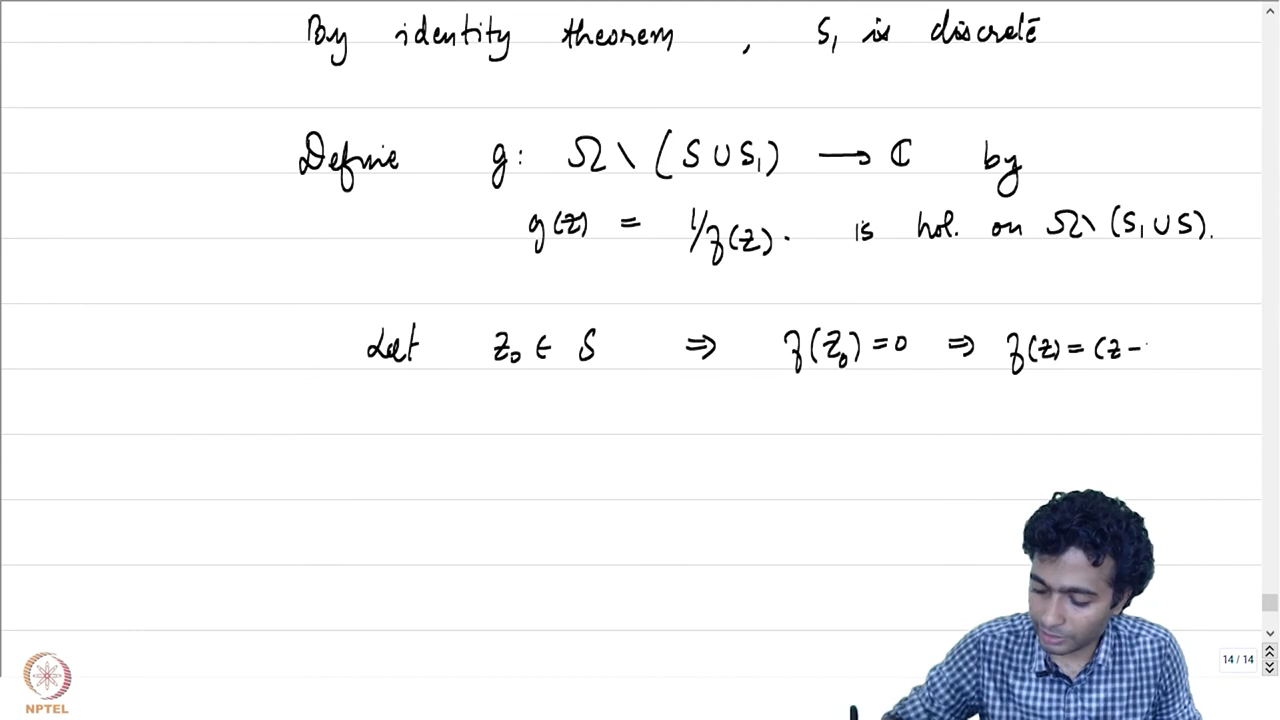 By identity theorem , S₁ is discrete
Define g: Ω \ (S ∪ S₁) → ℂ by
g(z) = 1/f(z). is hol. on Ω\ (S₁ ∪ S).
Let z₀ ∈ S ⇒ f(z₀) = 0 ⇒ f(z) = (z -
14 / 14
NPTEL